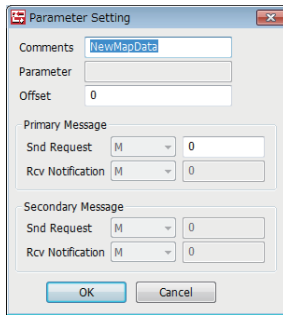 Parameter Setting
Comments NewMapData
Parameter
Offset 0
Primary Message
Snd Request M 0
Rcv Notification M 0
Secondary Message
Snd Request M 0
Rcv Notification M 0
OK Cancel